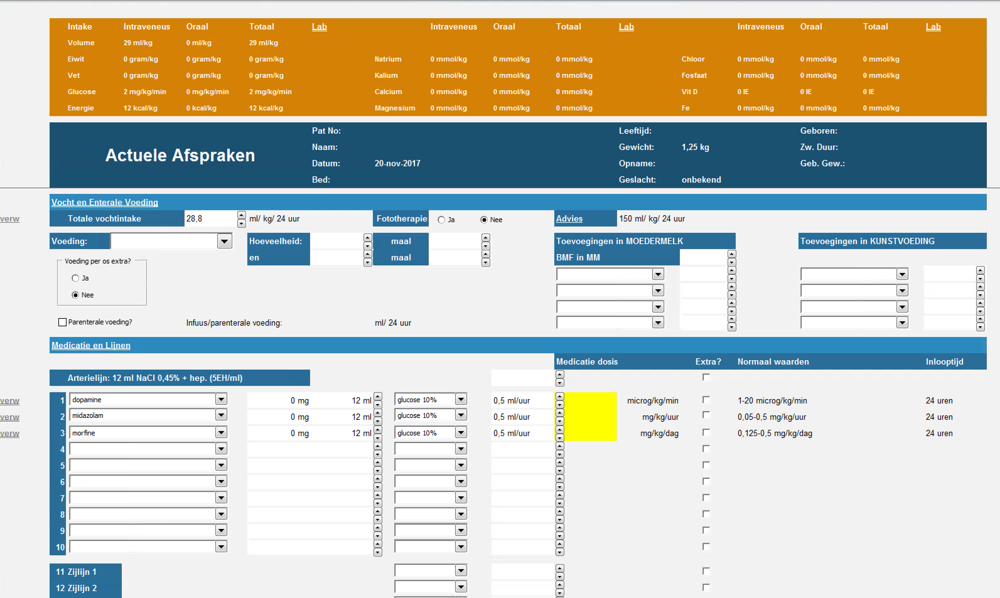 Intake Intraveneus Oraal Totaal Lab Intraveneus Oraal Totaal Lab Intraveneus Oraal Totaal Lab
Volume 29 ml/kg 0 ml/kg 29 ml/kg
Eiwit 0 gram/kg 0 gram/kg 0 gram/kg Natrium 0 mmol/kg 0 mmol/kg 0 mmol/kg Chloor 0 mmol/kg 0 mmol/kg 0 mmol/kg
Vet 0 gram/kg 0 gram/kg 0 gram/kg Kalium 0 mmol/kg 0 mmol/kg 0 mmol/kg Fosfaat 0 mmol/kg 0 mmol/kg 0 mmol/kg
Glucose 2 mg/kg/min 0 mg/kg/min 2 mg/kg/min Calcium 0 mmol/kg 0 mmol/kg 0 mmol/kg Vit D 0 IE 0 IE 0 IE
Energie 12 kcal/kg 0 kcal/kg 12 kcal/kg Magnesium 0 mmol/kg 0 mmol/kg 0 mmol/kg Fe 0 mmol/kg 0 mmol/kg 0 mmol/kg
Actuele Afspraken
Pat No: Leeftijd: Geboren:
Naam: Gewicht: 1,25 kg Zw. Duur:
Datum: 20-nov-2017 Opname: Geb. Gew.:
Bed: Geslacht: onbekend
Vocht en Enterale Voeding
verw Totale vochtintake 28,8 ml/ kg/ 24 uur Fototherapie Ja Nee Advies 150 ml/ kg/ 24 uur
Voeding: Hoeveelheid: maal Toevoegingen in MOEDERMELK Toevoegingen in KUNSTVOEDING
en maal BMF in MM
Voeding per os extra?
Ja
Nee
Parenterale voeding? Infuus/parenterale voeding: ml/ 24 uur
Medicatie en Lijnen
Medicatie dosis Extra? Normaal waarden Inlooptijd
Arterielijn: 12 ml NaCl 0,45% + hep. (5EH/ml)
verw 1 dopamine 0 mg 12 ml glucose 10% 0,5 ml/uur microg/kg/min 1-20 microg/kg/min 24 uren
verw 2 midazolam 0 mg 12 ml glucose 10% 0,5 ml/uur mg/kg/uur 0,05-0,5 mg/kg/uur 24 uren
verw 3 morfine 0 mg 12 ml glucose 10% 0,5 ml/uur mg/kg/dag 0,125-0,5 mg/kg/dag 24 uren
4
5
6
7
8
9
10
11 Zijlijn 1
12 Zijlijn 2